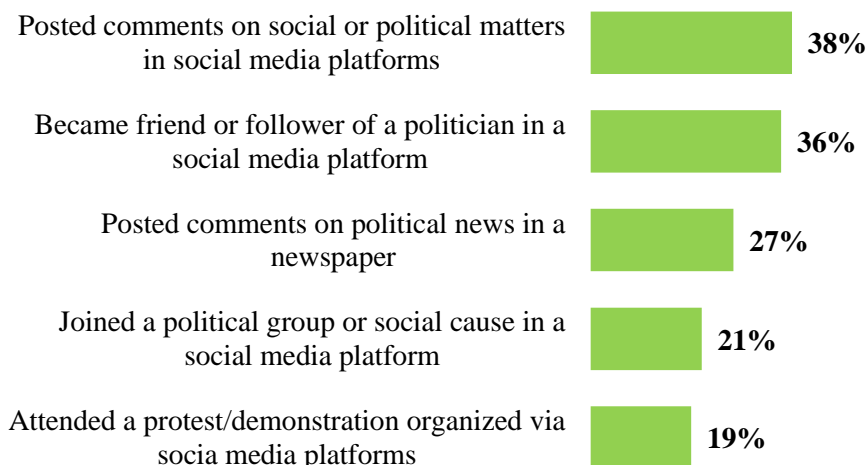 Posted comments on social or political matters
in social media platforms
38%
Became friend or follower of a politician in a
social media platform
36%
Posted comments on political news in a
newspaper
27%
Joined a political group or social cause in a
social media platform
21%
Attended a protest/demonstration organized via
socia media platforms
19%